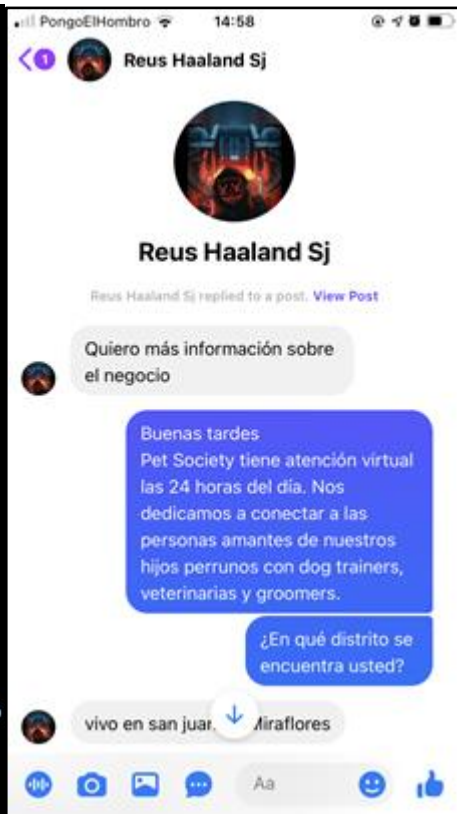 PongoElHombro 14:58
1 Reus Haaland Sj
Reus Haaland Sj
Reus Haaland Sj replied to a post. View Post
Quiero más información sobre
el negocio
Buenas tardes
Pet Society tiene atención virtual
las 24 horas del día. Nos
dedicamos a conectar a las
personas amantes de nuestros
hijos perrunos con dog trainers,
veterinarias y groomers.
¿En qué distrito se
encuentra usted?
vivo en san
Aa